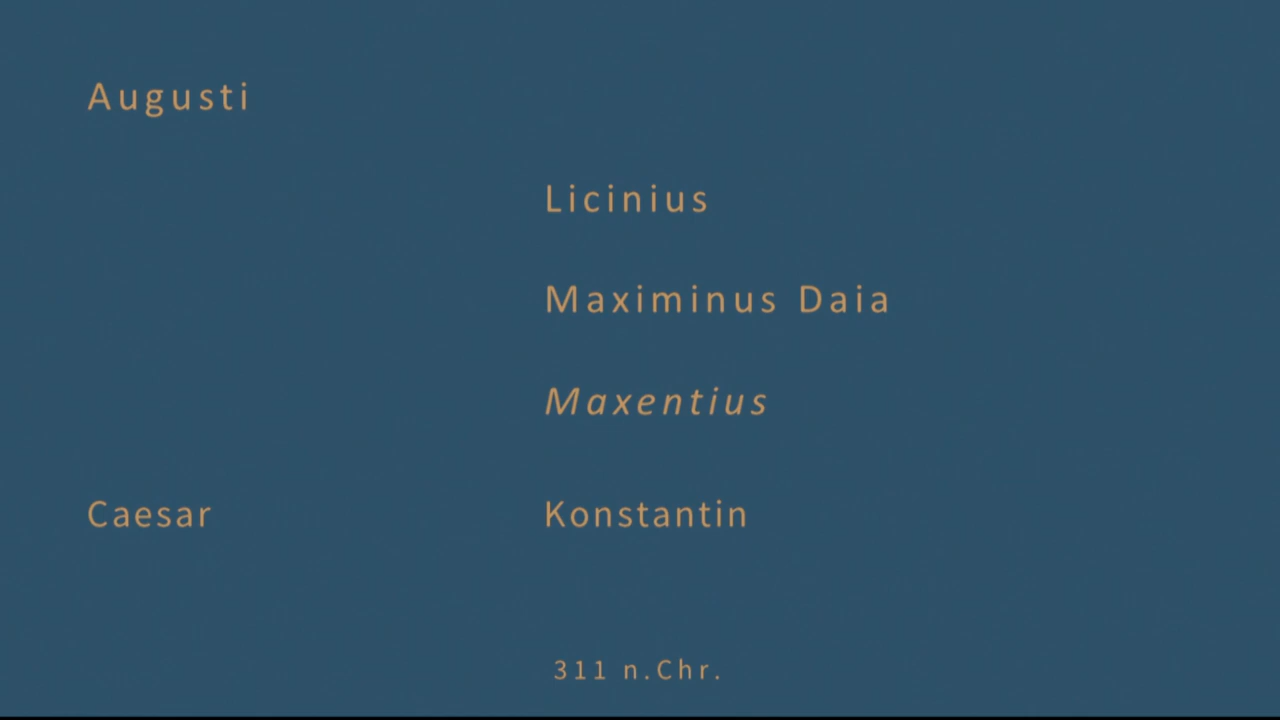 Augusti
Licinius
Maximinus Daia
Maxentius
Caesar Konstantin
311 n.Chr.